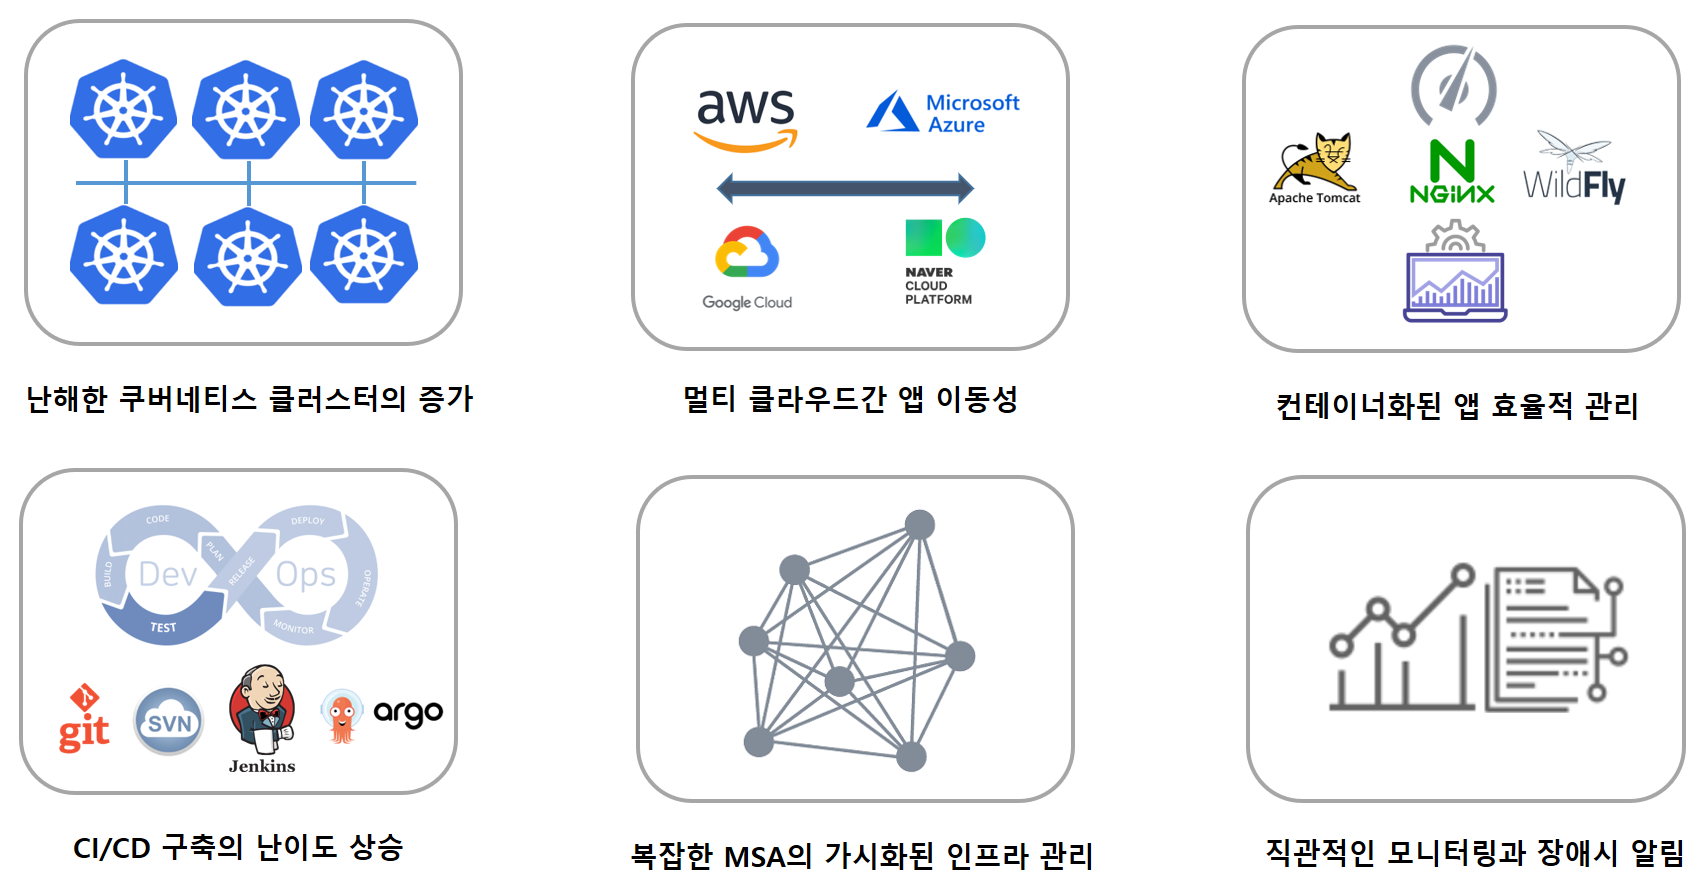 aws
Microsoft
Azure
Google Cloud
NAVER
CLOUD
PLATFORM
Apache Tomcat
NGINX
WildFly
난해한 쿠버네티스 클러스터의 증가
멀티 클라우드간 앱 이동성
컨테이너화된 앱 효율적 관리
CODE
DEPLOY
BUILD
Dev
PLAN
RELEASE
Ops
OPERATE
TEST
MONITOR
git
SVN
Jenkins
argo
CI/CD 구축의 난이도 상승
복잡한 MSA의 가시화된 인프라 관리
직관적인 모니터링과 장애시 알림